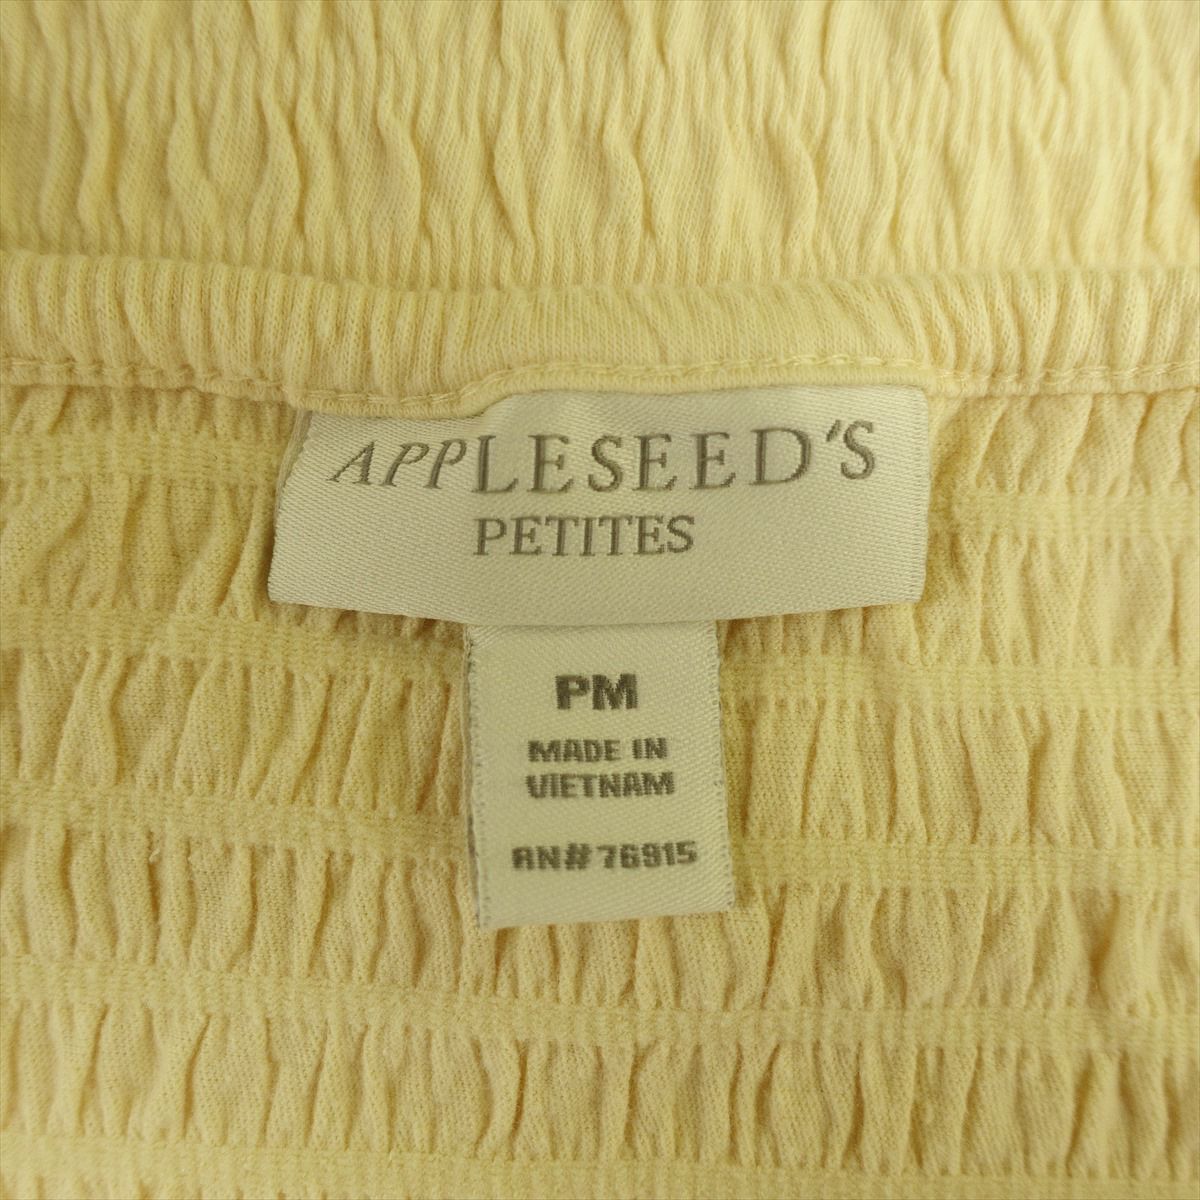 APPLESEED'S
PETITES
PM
MADE IN
VIETNAM
RN# 76915